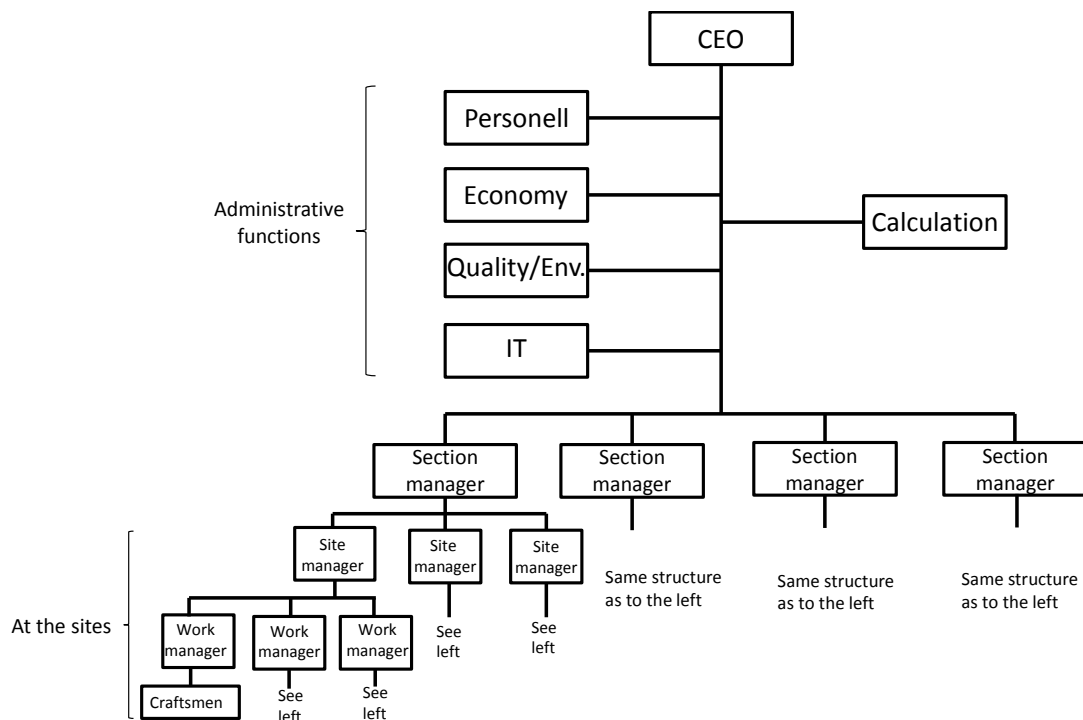 CEO
Personell
Economy
Administrative
functions
Calculation
Quality/Env.
IT
Section
manager
Section
manager
Section
manager
Section
manager
Site
manager
Site
manager
Site
manager
Same structure
as to the left
Same structure
as to the left
Same structure
as to the left
At the sites
Work
manager
Work
manager
Work
manager
See
left
See
left
Craftsmen
See
left
See
left